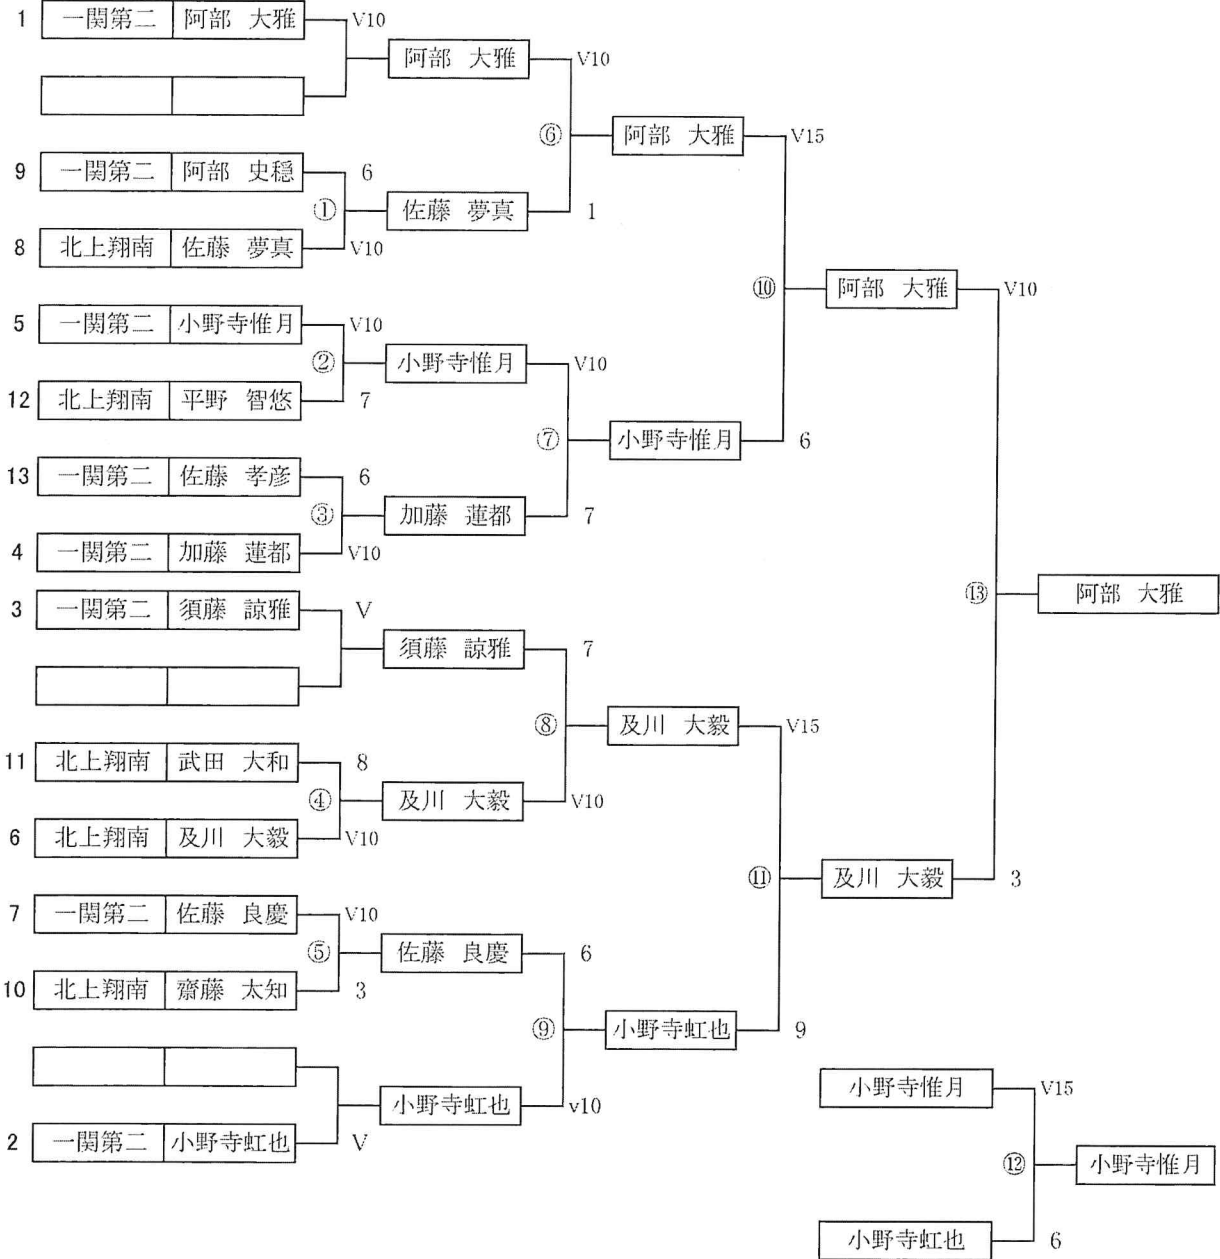 1 一関第二 阿部 大雅 V10
阿部 大雅 V10
⑥ 阿部 大雅 V15
9 一関第二 阿部 史穏 6
① 佐藤 夢真 1
8 北上翔南 佐藤 夢真 V10
⑩ 阿部 大雅 V10
5 一関第二 小野寺惟月 V10
② 小野寺惟月 V10
12 北上翔南 平野 智悠 7
⑦ 小野寺惟月 6
13 一関第二 佐藤 孝彦 6
③ 加藤 蓮都 7
4 一関第二 加藤 蓮都 V10
⑬ 阿部 大雅
3 一関第二 須藤 諒雅 V
須藤 諒雅 7
⑧ 及川 大毅 V15
11 北上翔南 武田 大和 8
④ 及川 大毅 V10
6 北上翔南 及川 大毅 V10
⑪ 及川 大毅 3
7 一関第二 佐藤 良慶 V10
⑤ 佐藤 良慶 6
10 北上翔南 齋藤 太知 3
⑨ 小野寺虹也 9
小野寺虹也 v10
2 一関第二 小野寺虹也 V
小野寺惟月 V15
⑫ 小野寺惟月
小野寺虹也 6